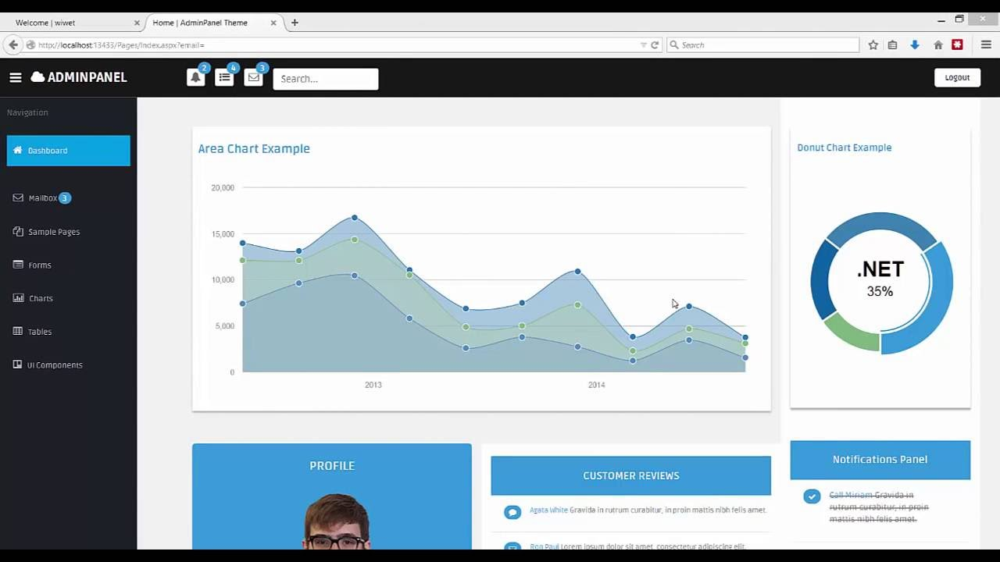 Welcome | wiwet
Home | AdminPanel Theme
http://localhost:13433/Pages/Index.aspx?email=
Search
ADMINPANEL
2
4
3
Search...
Logout
Navigation
Dashboard
Mailbox 3
Sample Pages
Forms
Charts
Tables
UI Components
Area Chart Example
20,000
15,000
10,000
5,000
0
2013
2014
Donut Chart Example
.NET
35%
PROFILE
CUSTOMER REVIEWS
Agata White Gravida in rutrum curabitur, in proin mattis nibh felis amet.
Ron Paul Lorem ipsum dolor sit amet, consectetur adipiscing elit.
Notifications Panel
Call Miriam Gravida in
rutrum curabitur, in proin
mattis nibh felis amet.